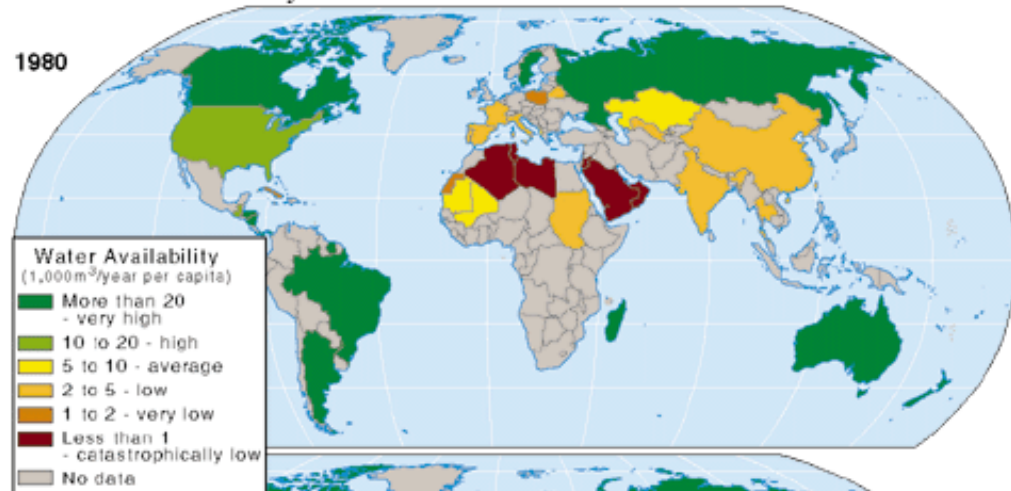 1980
Water Availability
(1,000m³/year per capita)
More than 20
- very high
10 to 20 - high
5 to 10 - average
2 to 5 - low
1 to 2 - very low
Less than 1
- catastrophically low
No data